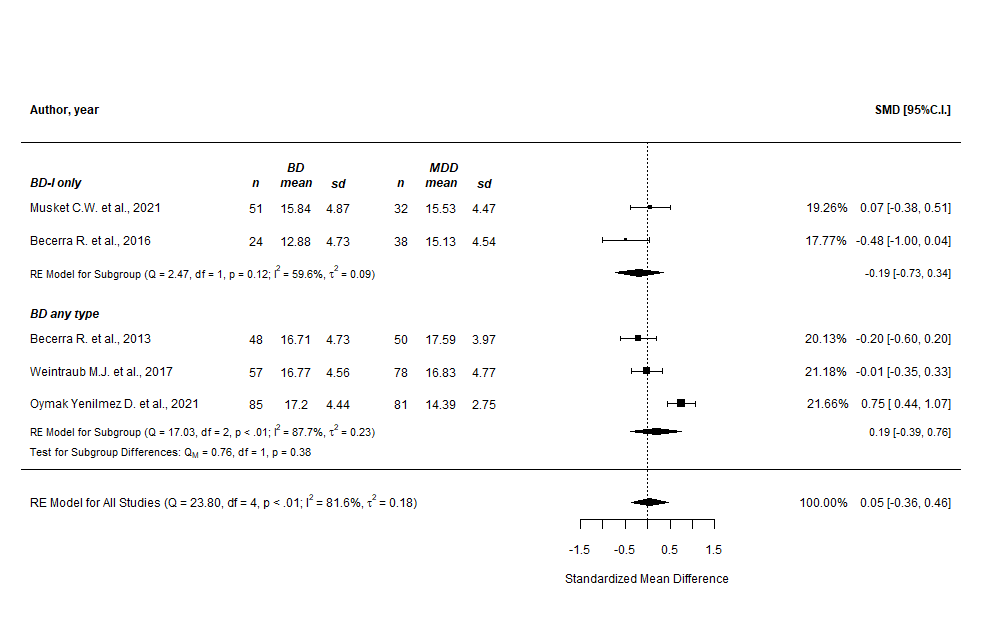 Author, year SMD [95%C.I.]
BD MDD
BD-I only n mean sd n mean sd
Musket C.W. et al., 2021 51 15.84 4.87 32 15.53 4.47 19.26% 0.07 [-0.38, 0.51]
Becerra R. et al., 2016 24 12.88 4.73 38 15.13 4.54 17.77% -0.48 [-1.00, 0.04]
RE Model for Subgroup (Q = 2.47, df = 1, p = 0.12; I² = 59.6%, τ² = 0.09) -0.19 [-0.73, 0.34]
BD any type
Becerra R. et al., 2013 48 16.71 4.73 50 17.59 3.97 20.13% -0.20 [-0.60, 0.20]
Weintraub M.J. et al., 2017 57 16.77 4.56 78 16.83 4.77 21.18% -0.01 [-0.35, 0.33]
Oymak Yenilmez D. et al., 2021 85 17.2 4.44 81 14.39 2.75 21.66% 0.75 [ 0.44, 1.07]
RE Model for Subgroup (Q = 17.03, df = 2, p < .01; I² = 87.7%, τ² = 0.23) 0.19 [-0.39, 0.76]
Test for Subgroup Differences: Q_M = 0.76, df = 1, p = 0.38
RE Model for All Studies (Q = 23.80, df = 4, p < .01; I² = 81.6%, τ² = 0.18) 100.00% 0.05 [-0.36, 0.46]
-1.5 -0.5 0.5 1.5
Standardized Mean Difference